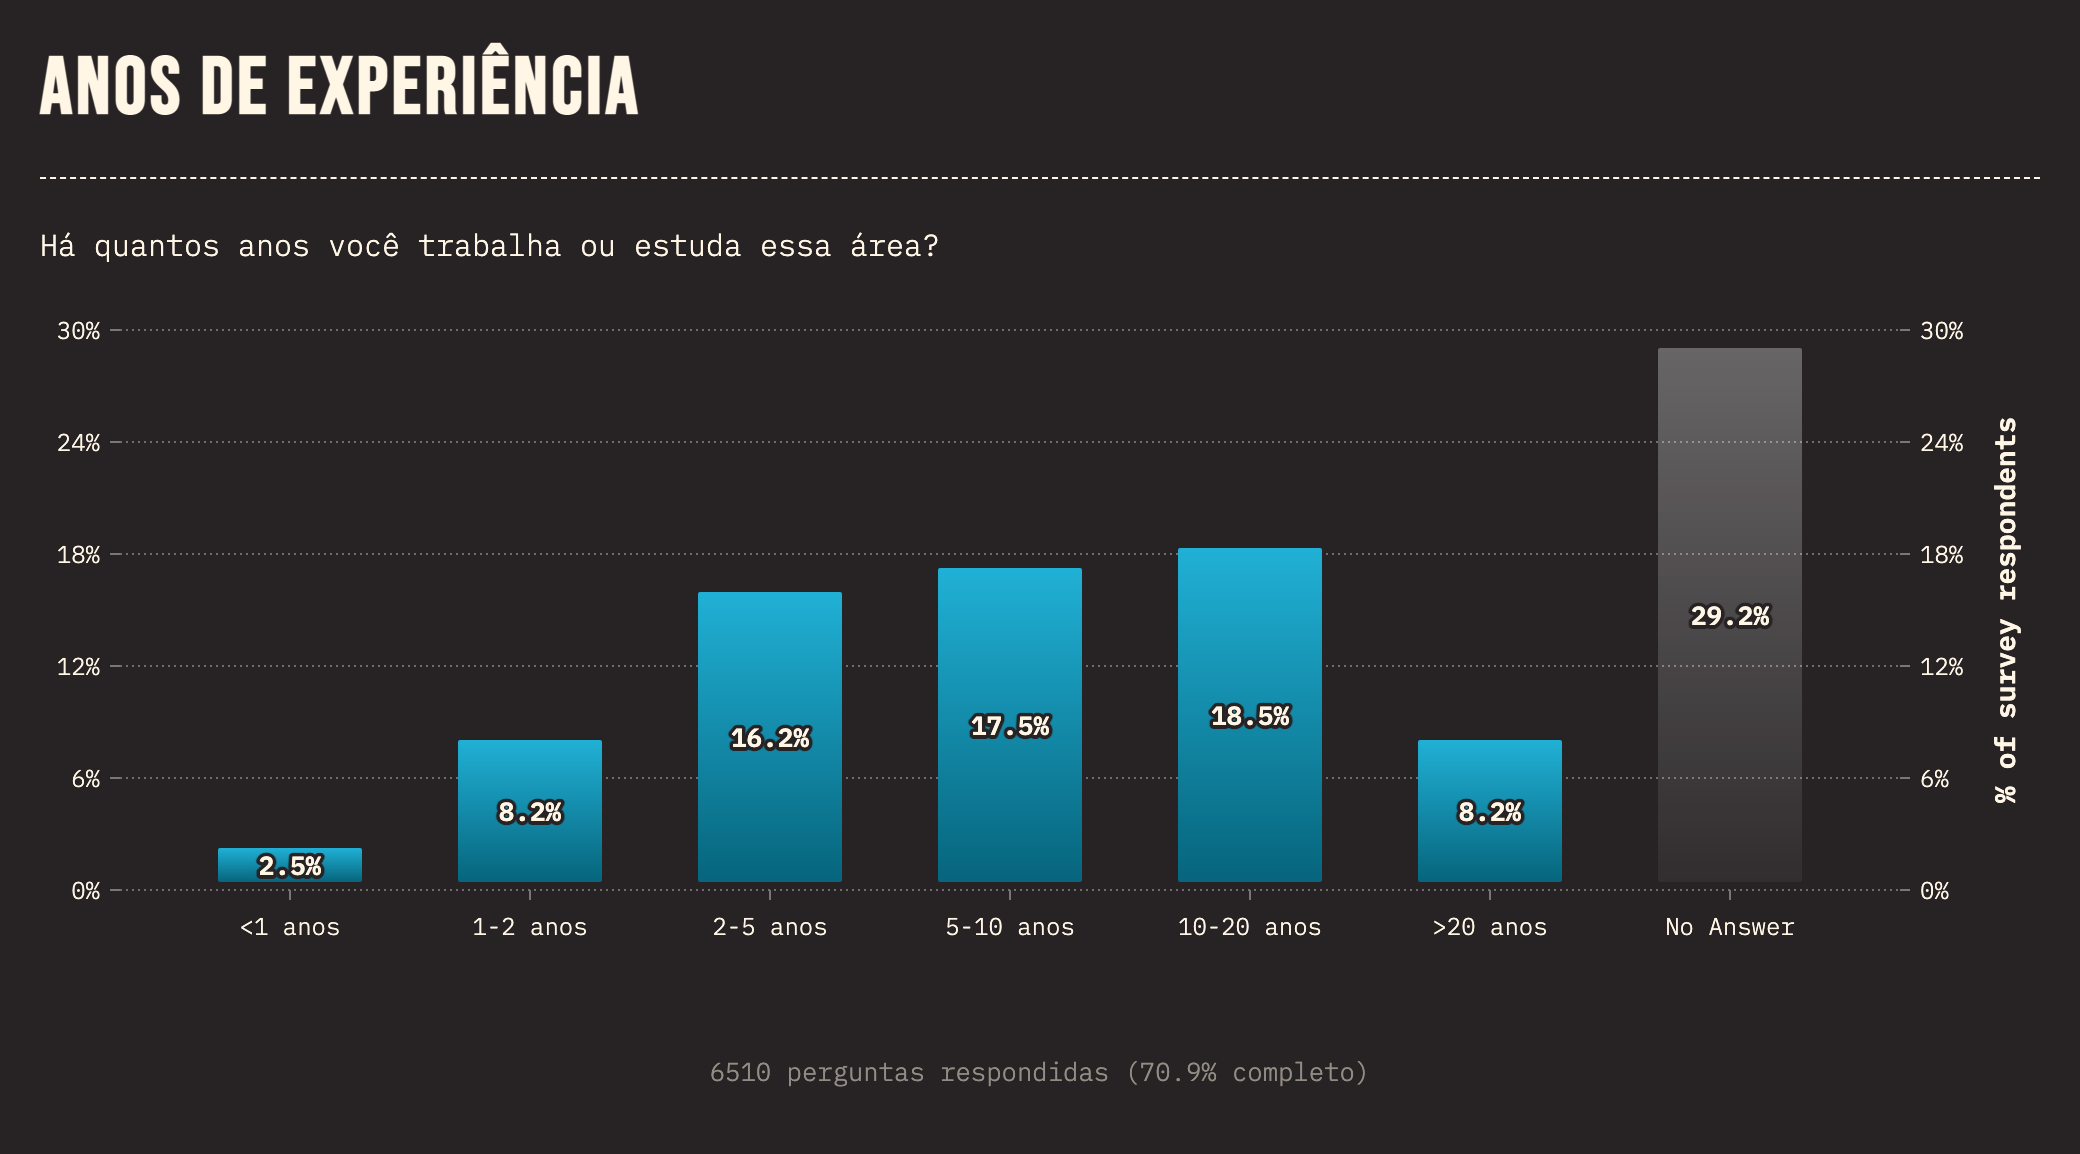 ANOS DE EXPERIÊNCIA
Há quantos anos você trabalha ou estuda essa área?
30%
24%
18%
12%
6%
0%
2.5%
8.2%
16.2%
17.5%
18.5%
8.2%
29.2%
<1 anos
1-2 anos
2-5 anos
5-10 anos
10-20 anos
>20 anos
No Answer
30%
24%
18%
12%
6%
0%
% of survey respondents
6510 perguntas respondidas (70.9% completo)